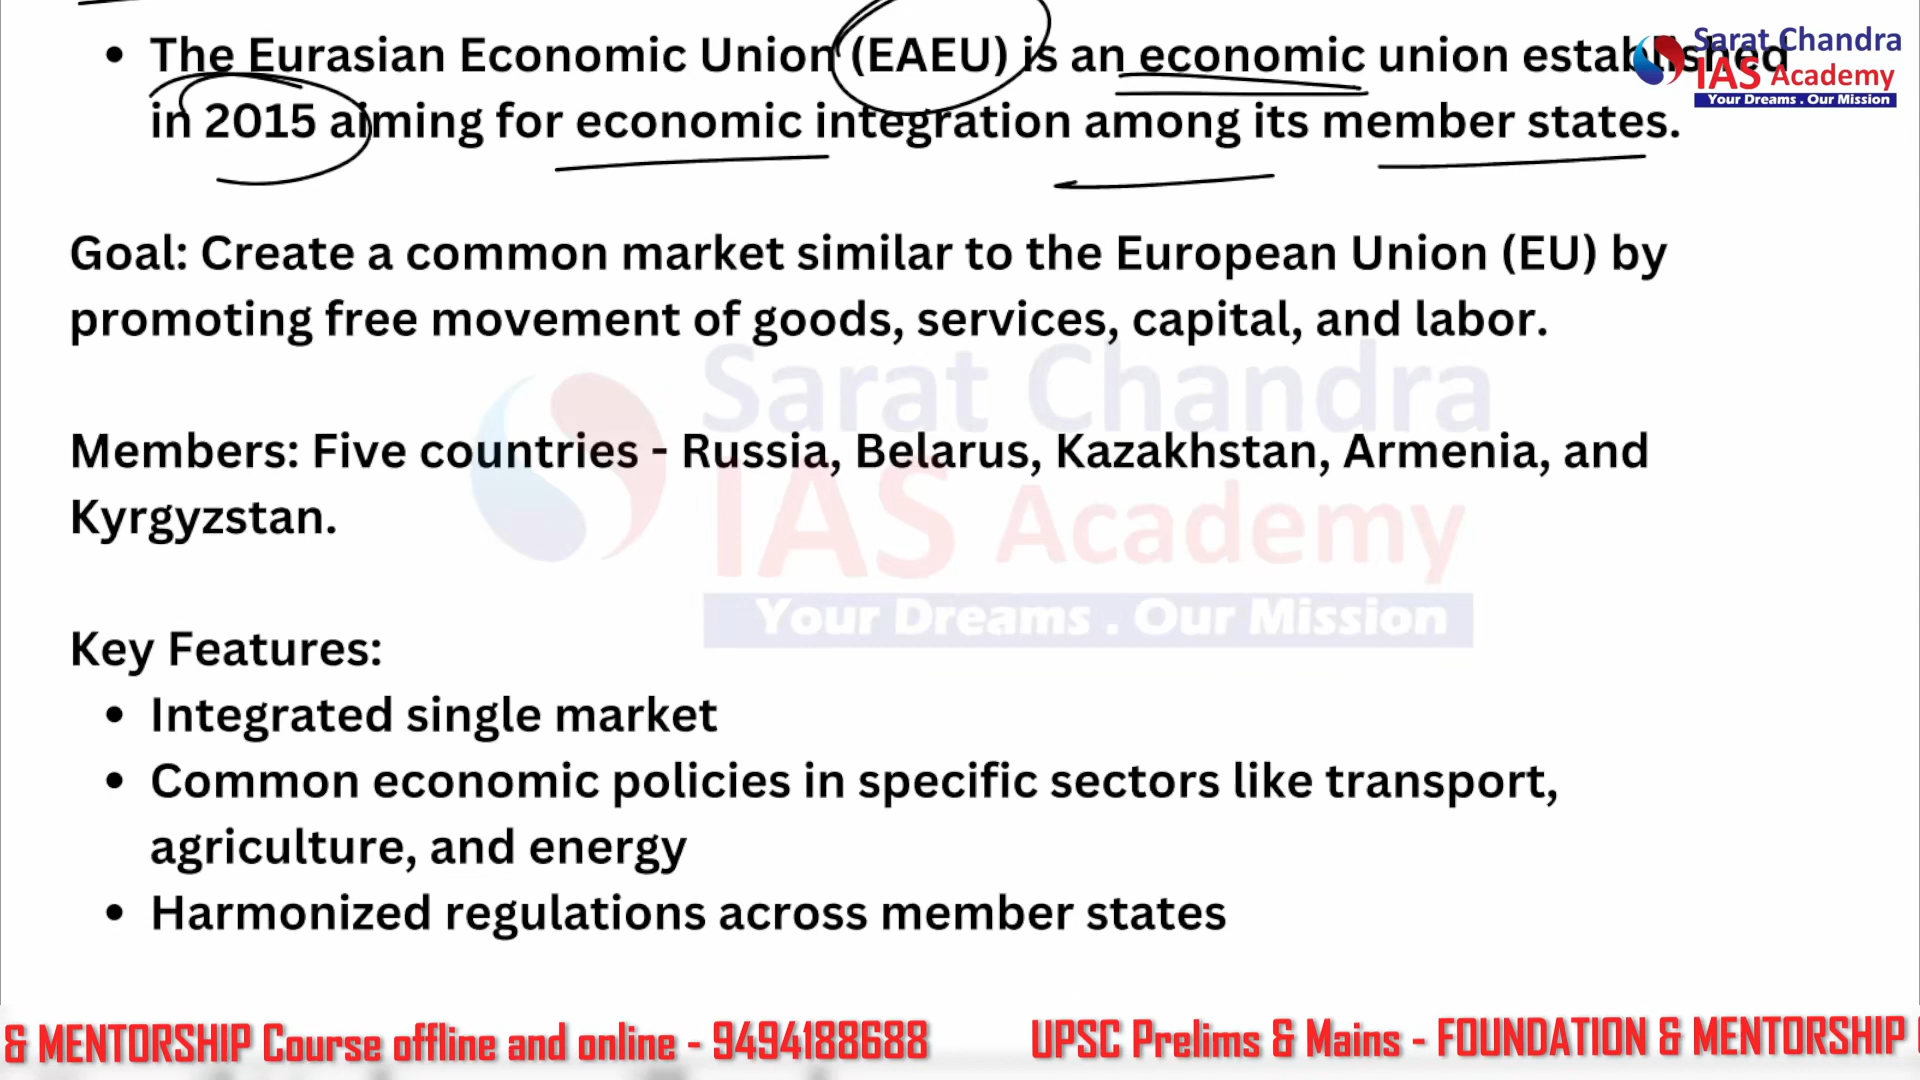 The Eurasian Economic Union (EAEU) is an economic union established
in 2015 aiming for economic integration among its member states.
Sarat Chandra
IAS Academy
Your Dreams . Our Mission
Goal: Create a common market similar to the European Union (EU) by
promoting free movement of goods, services, capital, and labor.
Sarat Chandra
IAS Academy
Your Dreams . Our Mission
Members: Five countries - Russia, Belarus, Kazakhstan, Armenia, and
Kyrgyzstan.
Key Features:
• Integrated single market
• Common economic policies in specific sectors like transport,
agriculture, and energy
• Harmonized regulations across member states
& MENTORSHIP Course offline and online - 9494188688 UPSC Prelims & Mains - FOUNDATION & MENTORSHIP